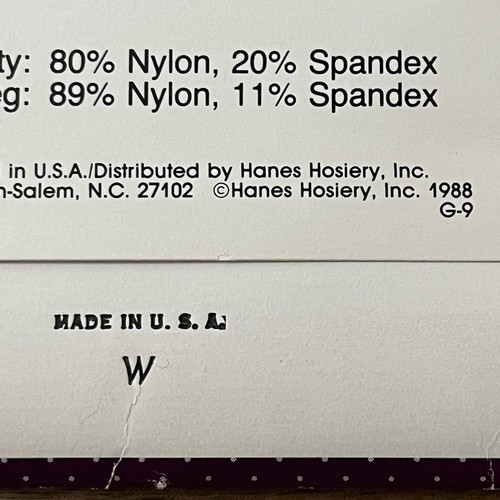 ty: 80% Nylon, 20% Spandex
eg: 89% Nylon, 11% Spandex
in U.S.A./Distributed by Hanes Hosiery, Inc.
n-Salem, N.C. 27102 ©Hanes Hosiery, Inc. 1988
G-9
MADE IN U. S. A.
W